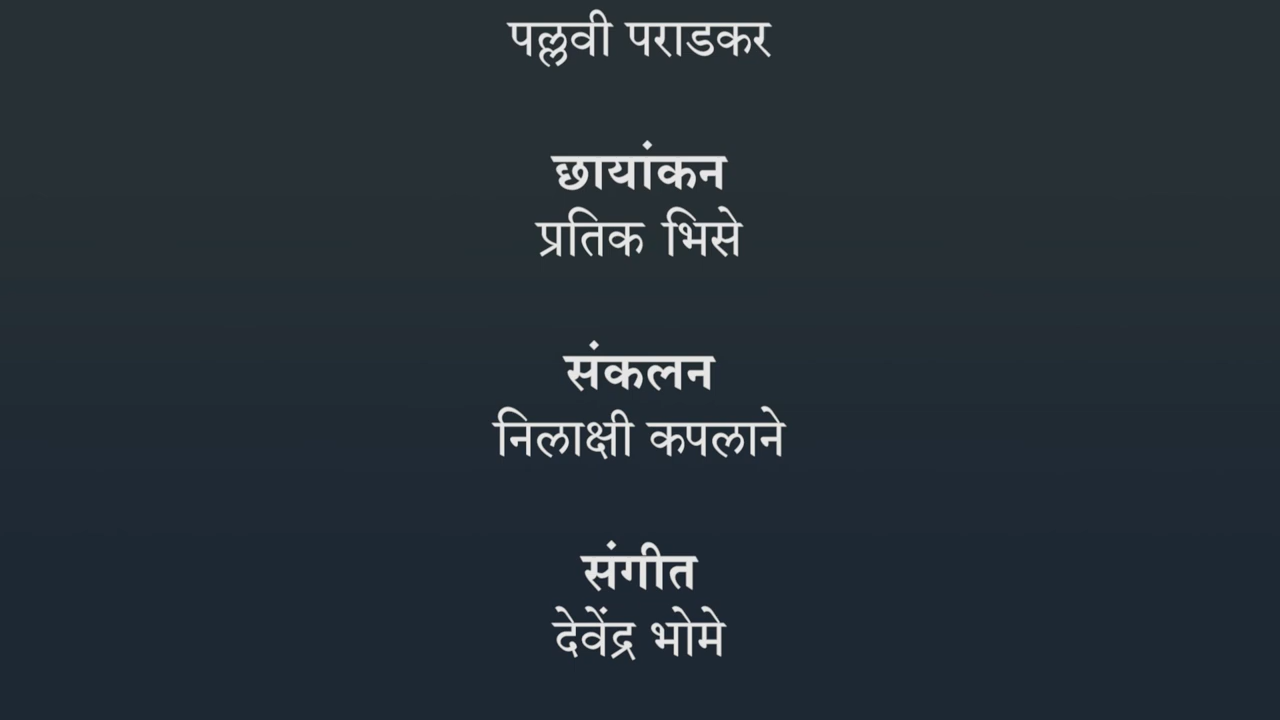 पल्लवी पराडकर
छायांकन
प्रतिक भिसे
संकलन
निलाक्षी कपलाने
संगीत
देवेंद्र भोमे